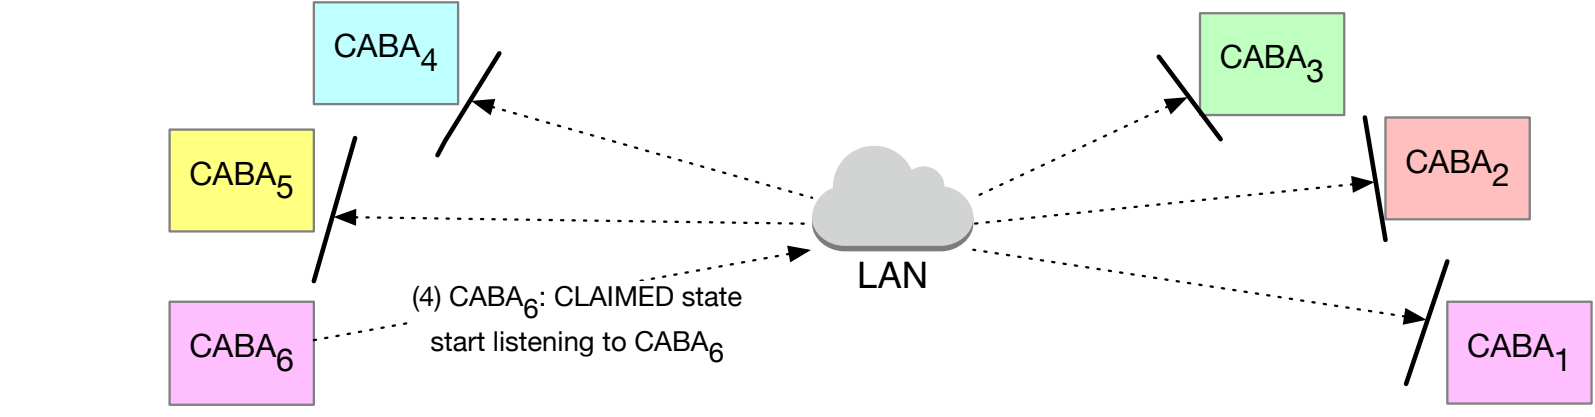 CABA4
CABA3
CABA5
CABA2
LAN
(4) CABA6: CLAIMED state
start listening to CABA6
CABA6
CABA1